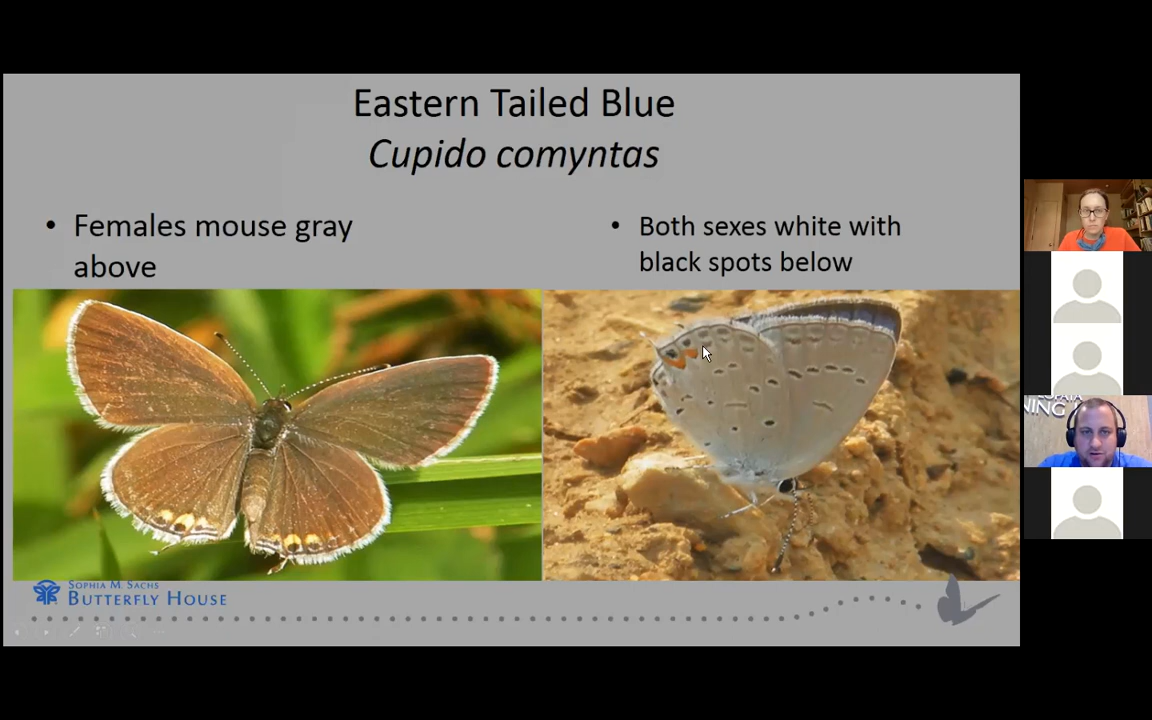 Eastern Tailed Blue
Cupido comyntas
• Females mouse gray
above
• Both sexes white with
black spots below
SOPHIA M. SACHS
BUTTERFLY HOUSE